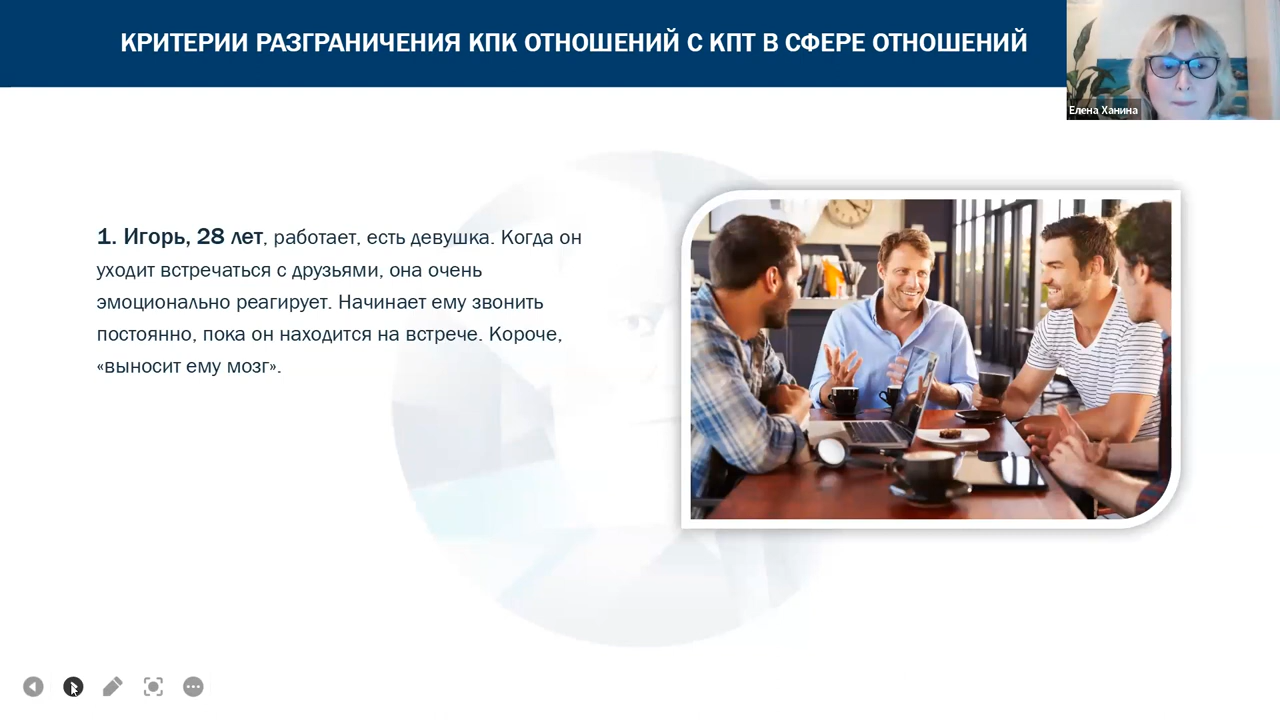 КРИТЕРИИ РАЗГРАНИЧЕНИЯ КПК ОТНОШЕНИЙ С КПТ В СФЕРЕ ОТНОШЕНИЙ
Елена Ханина
1. Игорь, 28 лет, работает, есть девушка. Когда он
уходит встречаться с друзьями, она очень
эмоционально реагирует. Начинает ему звонить
постоянно, пока он находится на встрече. Короче,
«выносит ему мозг».